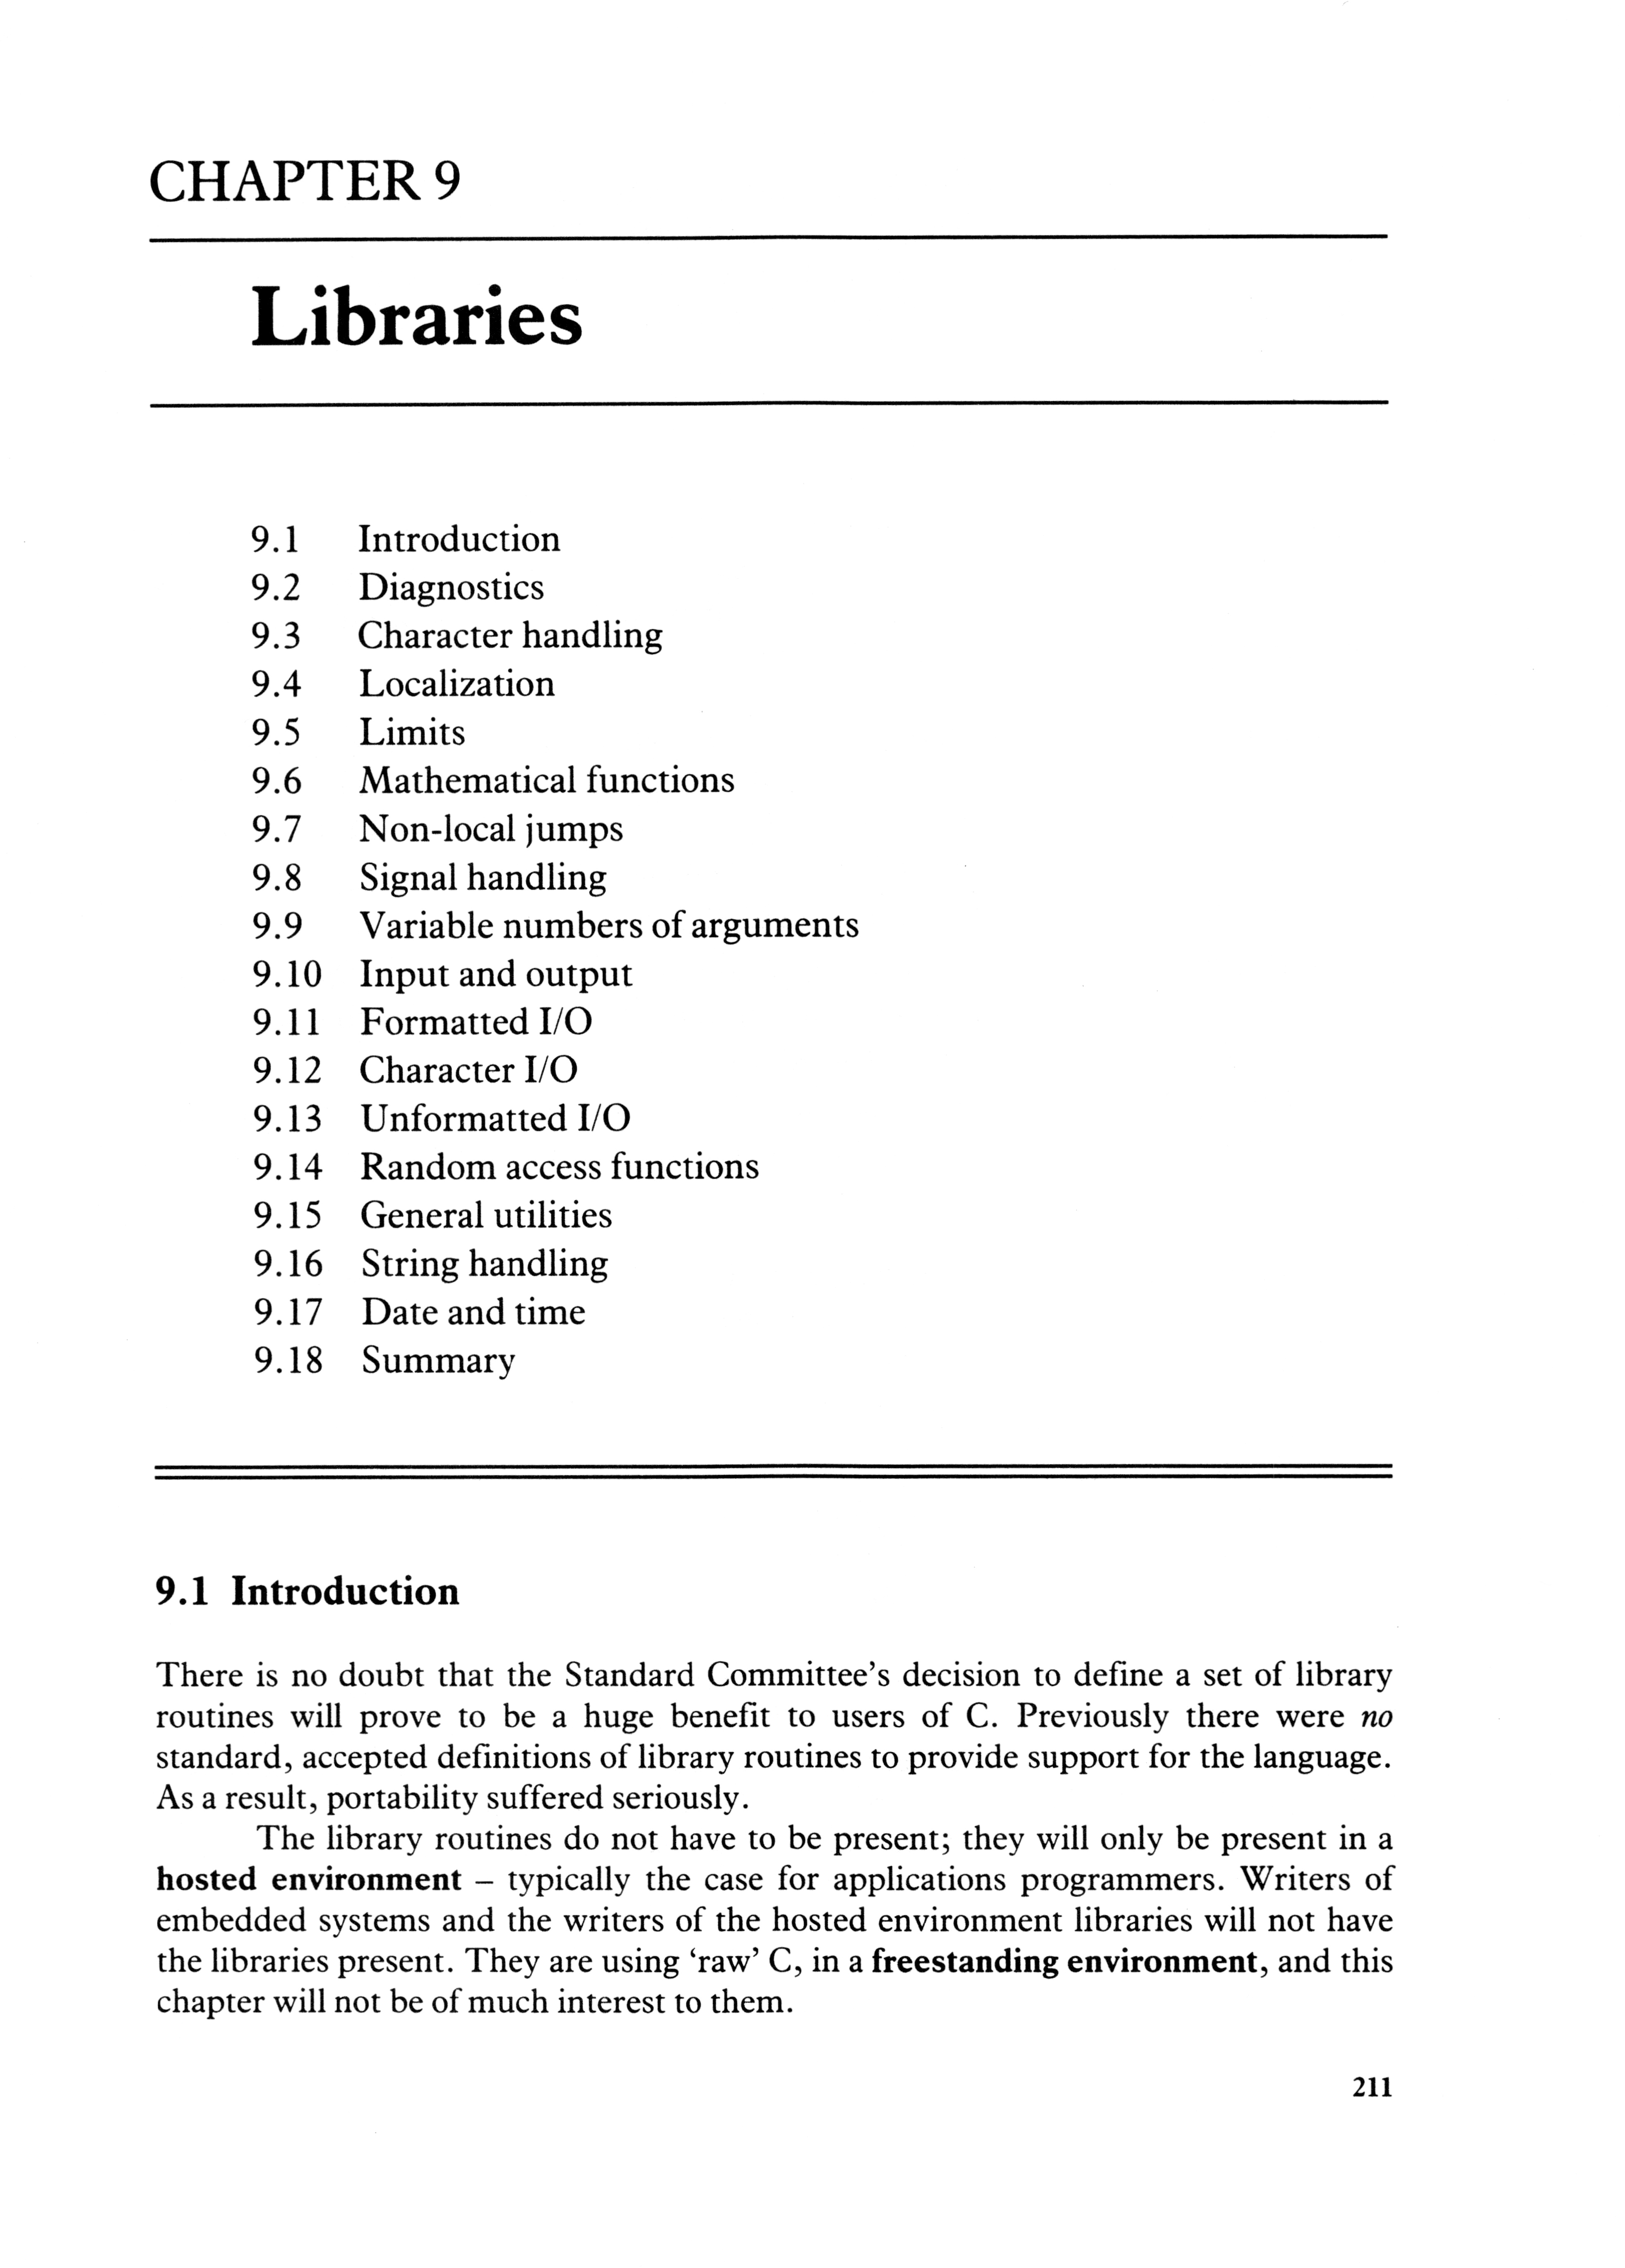 CHAPTER 9
Libraries
9.1 Introduction
9.2 Diagnostics
9.3 Character handling
9.4 Localization
9.5 Limits
9.6 Mathematical functions
9.7 Non-local jumps
9.8 Signal handling
9.9 Variable numbers of arguments
9.10 Input and output
9.11 Formatted I/O
9.12 Character I/O
9.13 Unformatted I/O
9.14 Random access functions
9.15 General utilities
9.16 String handling
9.17 Date and time
9.18 Summary
9.1 Introduction
There is no doubt that the Standard Committee’s decision to define a set of library
routines will prove to be a huge benefit to users of C. Previously there were no
standard, accepted definitions of library routines to provide support for the language.
As a result, portability suffered seriously.
The library routines do not have to be present; they will only be present in a
hosted environment – typically the case for applications programmers. Writers of
embedded systems and the writers of the hosted environment libraries will not have
the libraries present. They are using ‘raw’ C, in a freestanding environment, and this
chapter will not be of much interest to them.
211